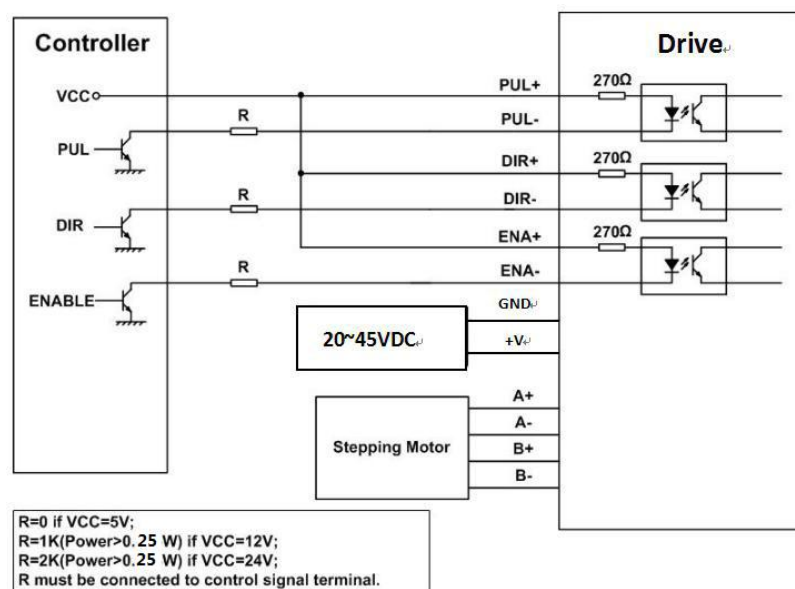 Controller
Drive
VCC
PUL+
270Ω
R
PUL-
PUL
DIR+
270Ω
R
DIR-
DIR
ENA+
270Ω
R
ENA-
ENABLE
GND
20~45VDC
+V
A+
A-
Stepping Motor
B+
B-
R=0 if VCC=5V;
R=1K(Power>0.25 W) if VCC=12V;
R=2K(Power>0.25 W) if VCC=24V;
R must be connected to control signal terminal.